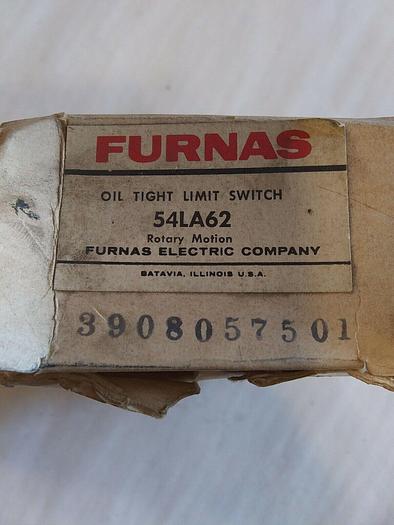 FURNAS
OIL TIGHT LIMIT SWITCH
54LA62
Rotary Motion
FURNAS ELECTRIC COMPANY
BATAVIA, ILLINOIS U.S.A.
3908057501